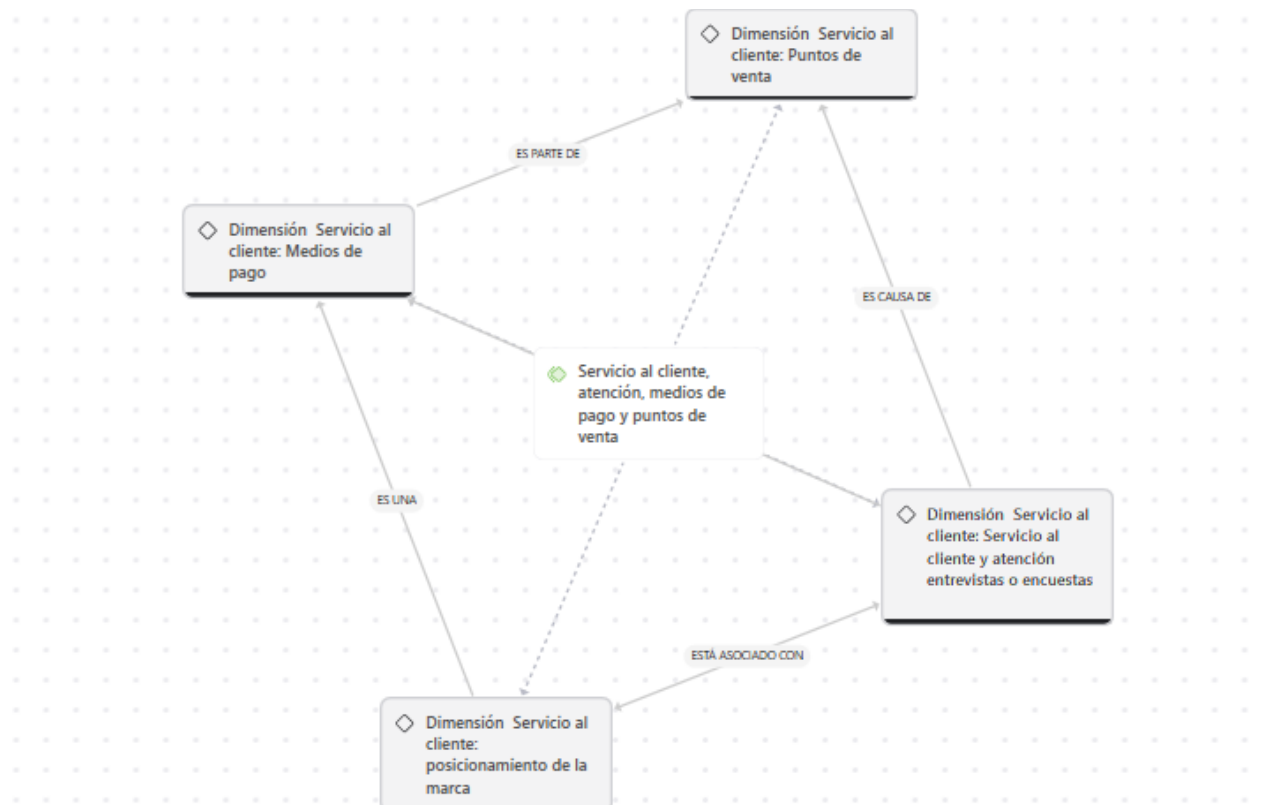 Dimensión  Servicio al
cliente: Puntos de
venta
ES PARTE DE
Dimensión  Servicio al
cliente: Medios de
pago
ES CAUSA DE
Servicio al cliente,
atención, medios de
pago y puntos de
venta
ES UNA
Dimensión  Servicio al
cliente: Servicio al
cliente y atención
entrevistas o encuestas
ESTÁ ASOCIADO CON
Dimensión  Servicio al
cliente:
posicionamiento de la
marca